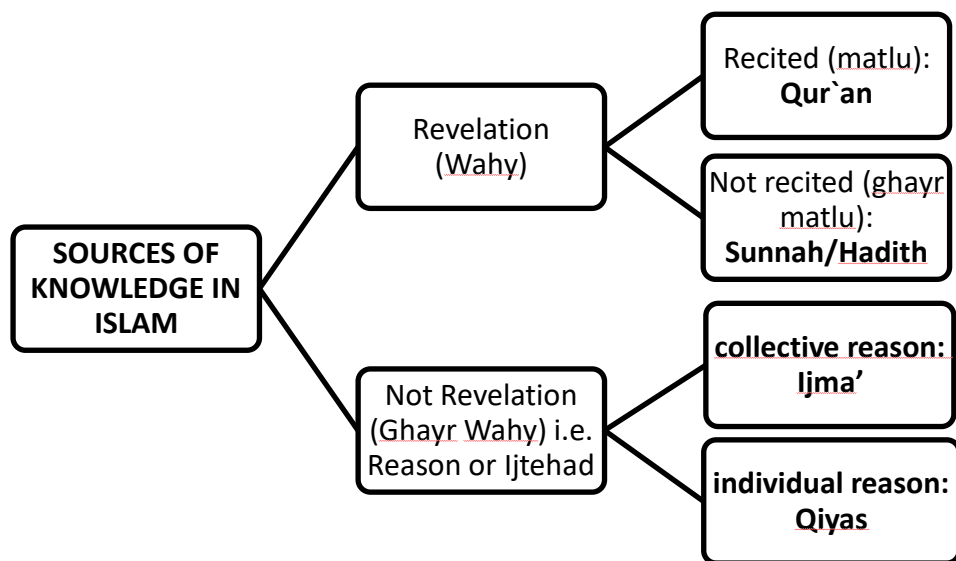 SOURCES OF
KNOWLEDGE IN
ISLAM
Revelation
(Wahy)
Not Revelation
(Ghayr Wahy) i.e.
Reason or Ijtehad
Recited (matlu):
Qur`an
Not recited (ghayr
matlu):
Sunnah/Hadith
collective reason:
Ijma’
individual reason:
Qiyas